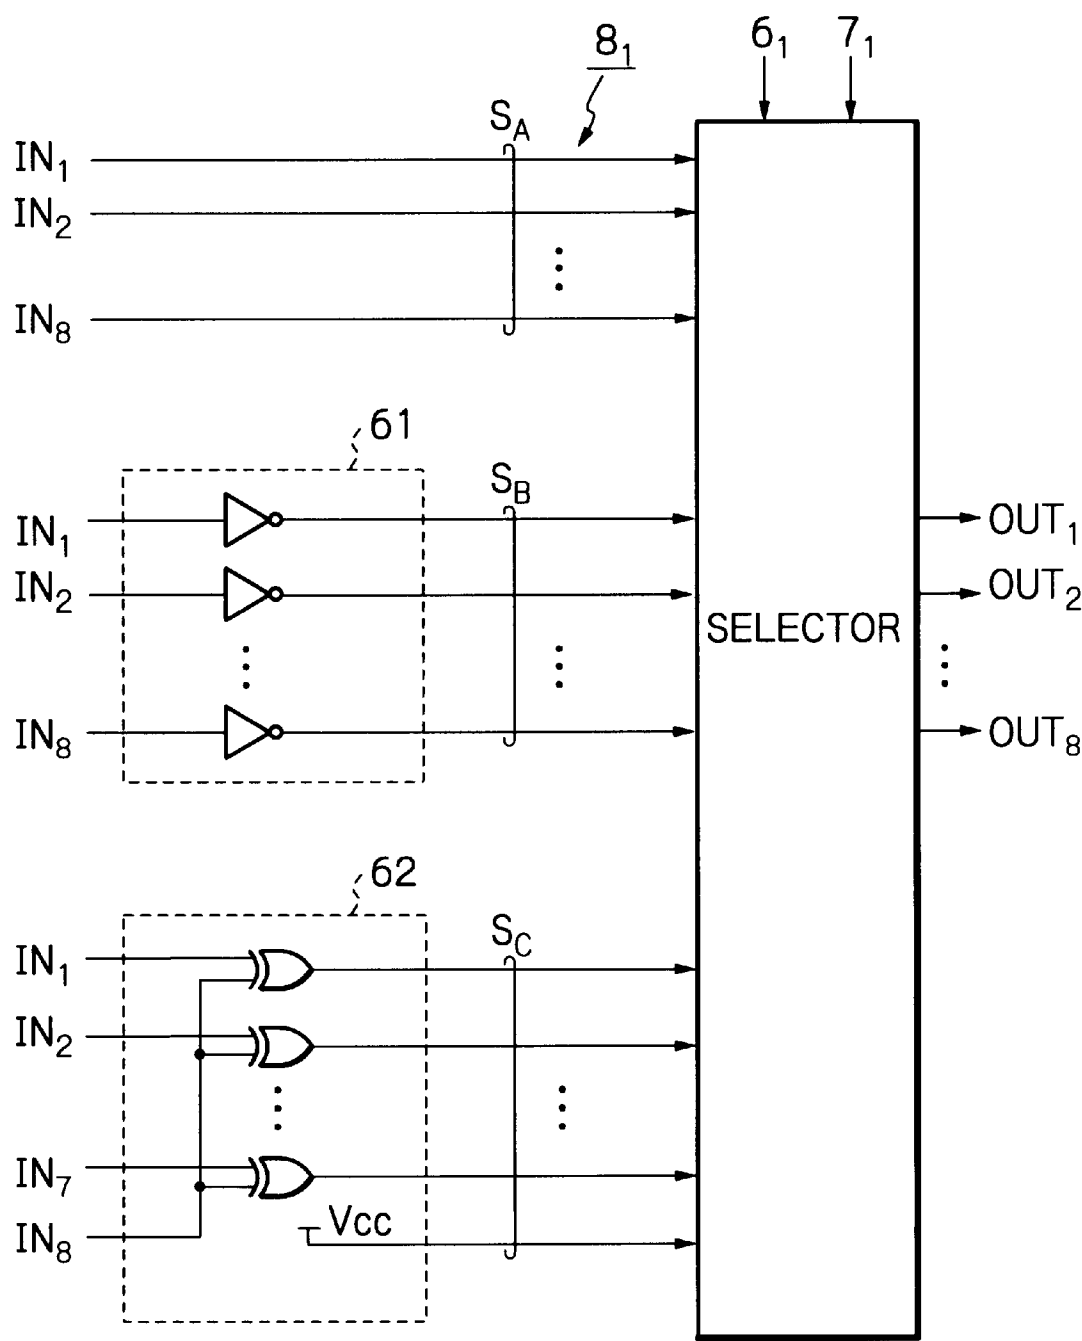 8₁
6₁ 7₁
S_A
IN₁
IN₂
IN₈
61
S_B
IN₁
IN₂
IN₈
SELECTOR
OUT₁
OUT₂
OUT₈
62
S_C
IN₁
IN₂
IN₇
IN₈
Vcc